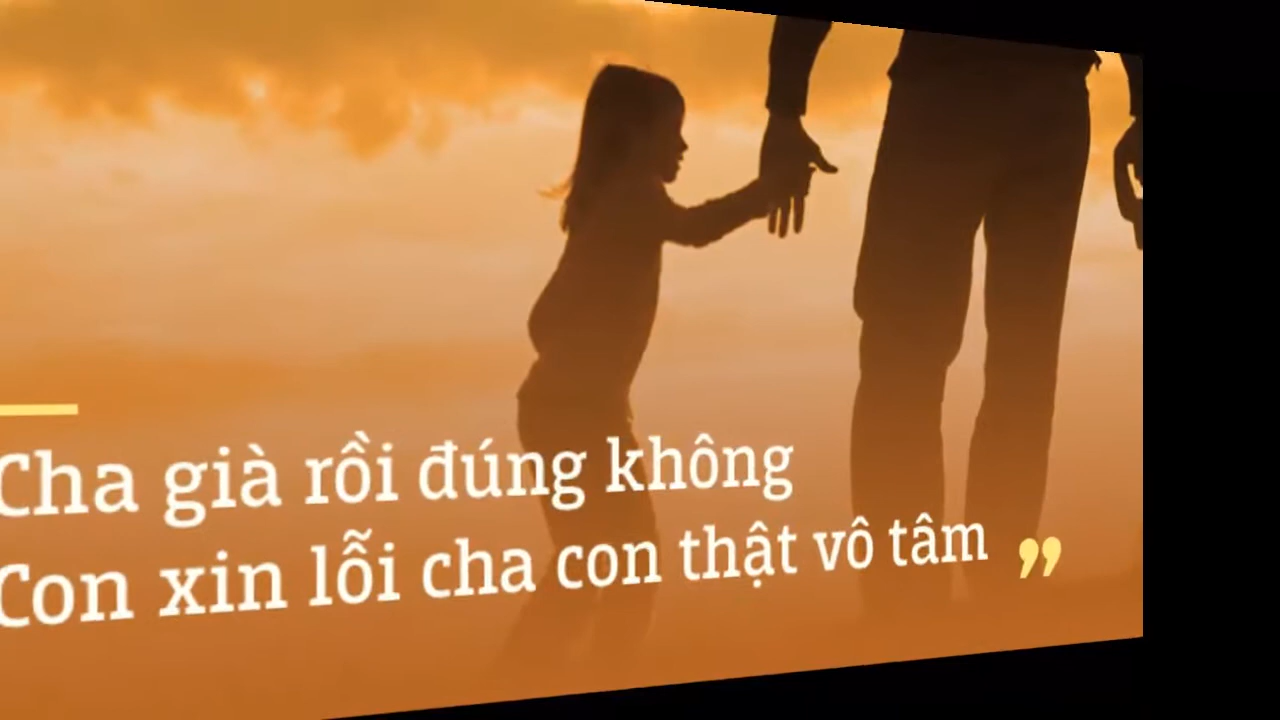 Cha già rồi đúng không
Con xin lỗi cha con thật vô tâm ”